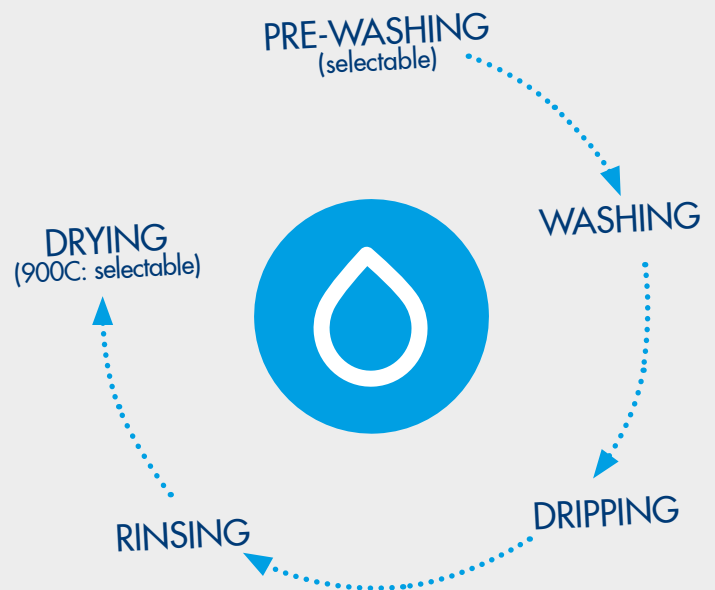 PRE-WASHING
(selectable)
WASHING
DRIPPING
RINSING
DRYING
(900C: selectable)